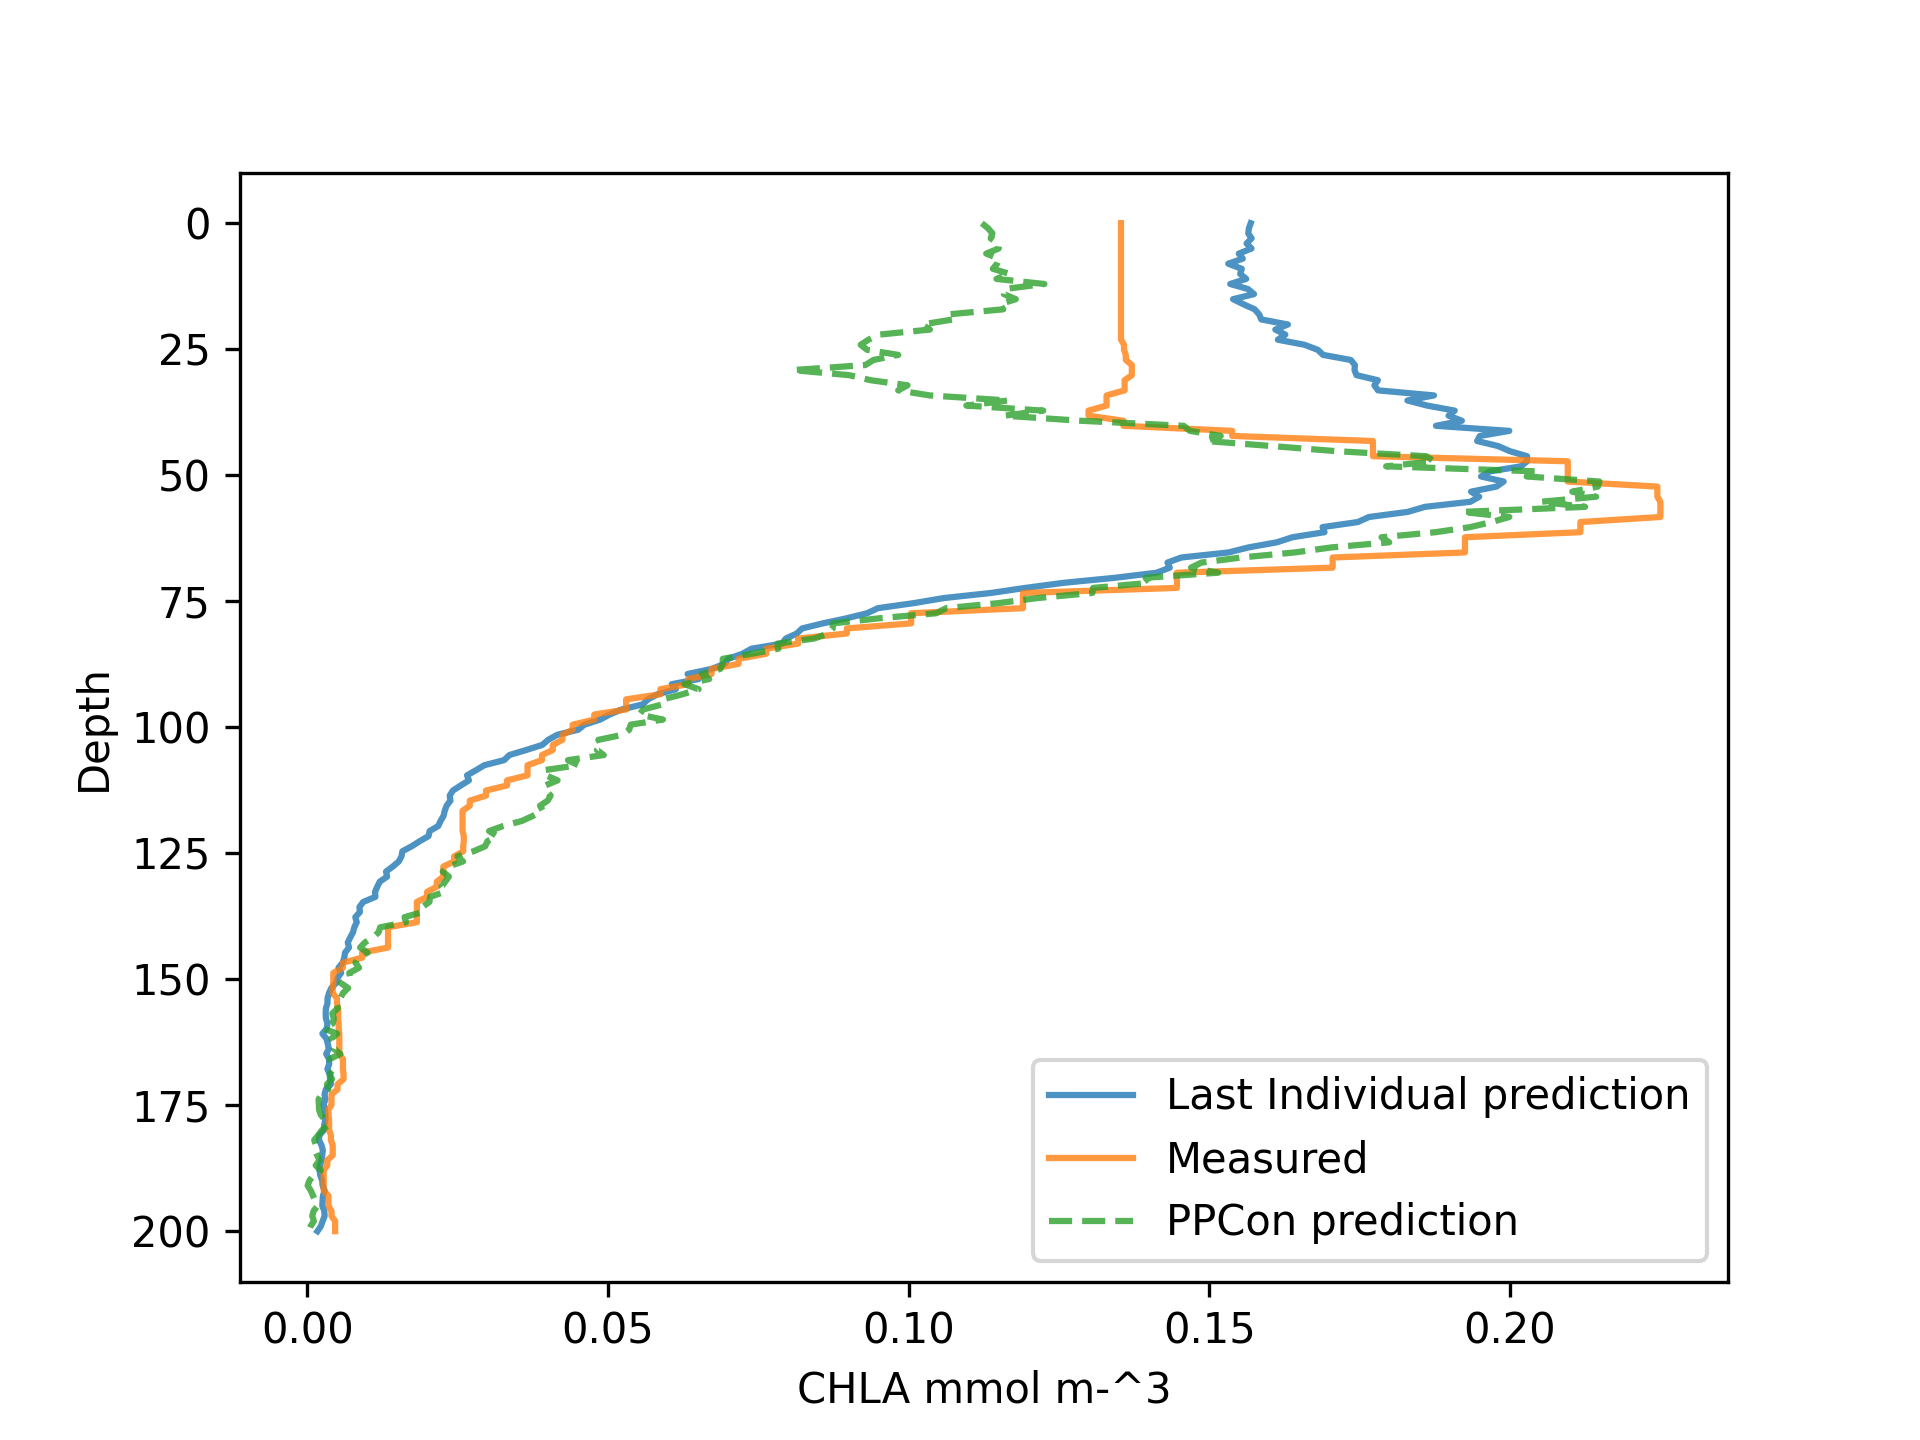 0
25
50
75
100
125
150
175
200
Depth
0.00 0.05 0.10 0.15 0.20
CHLA mmol m-^3
Last Individual prediction
Measured
PPCon prediction